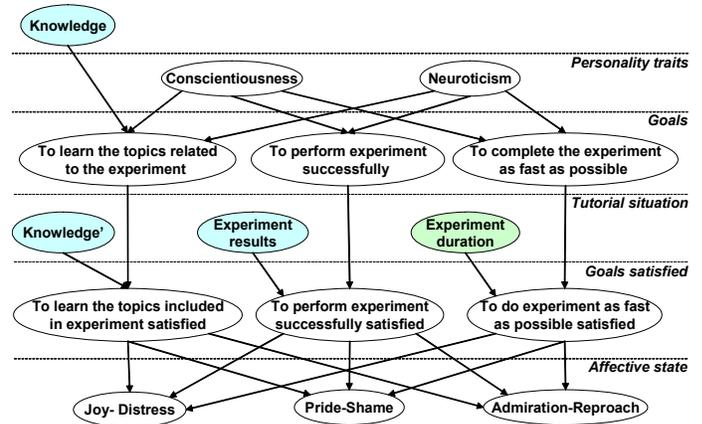 Knowledge
Personality traits
Conscientiousness
Neuroticism
Goals
To learn the topics related
to the experiment
To perform experiment
successfully
To complete the experiment
as fast as possible
Tutorial situation
Knowledge’
Experiment
results
Experiment
duration
Goals satisfied
To learn the topics included
in experiment satisfied
To perform experiment
successfully satisfied
To do experiment as fast
as possible satisfied
Affective state
Joy- Distress
Pride-Shame
Admiration-Reproach